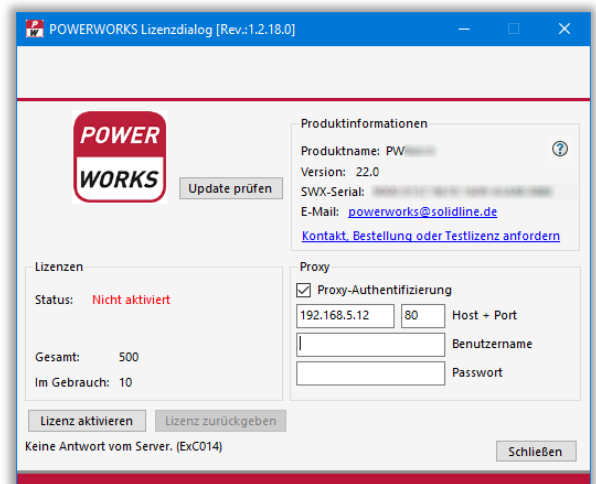 POWERWORKS Lizenzdialog [Rev.:1.2.18.0]
POWER
WORKS
Update prüfen
Produktinformationen
Produktname: PW
Version: 22.0
SWX-Serial:
E-Mail: powerworks@solidline.de
Kontakt, Bestellung oder Testlizenz anfordern
Lizenzen
Status: Nicht aktiviert
Gesamt: 500
Im Gebrauch: 10
Proxy
Proxy-Authentifizierung
192.168.5.12 80 Host + Port
Benutzername
Passwort
Lizenz aktivieren Lizenz zurückgeben
Keine Antwort vom Server. (ExC014)
Schließen